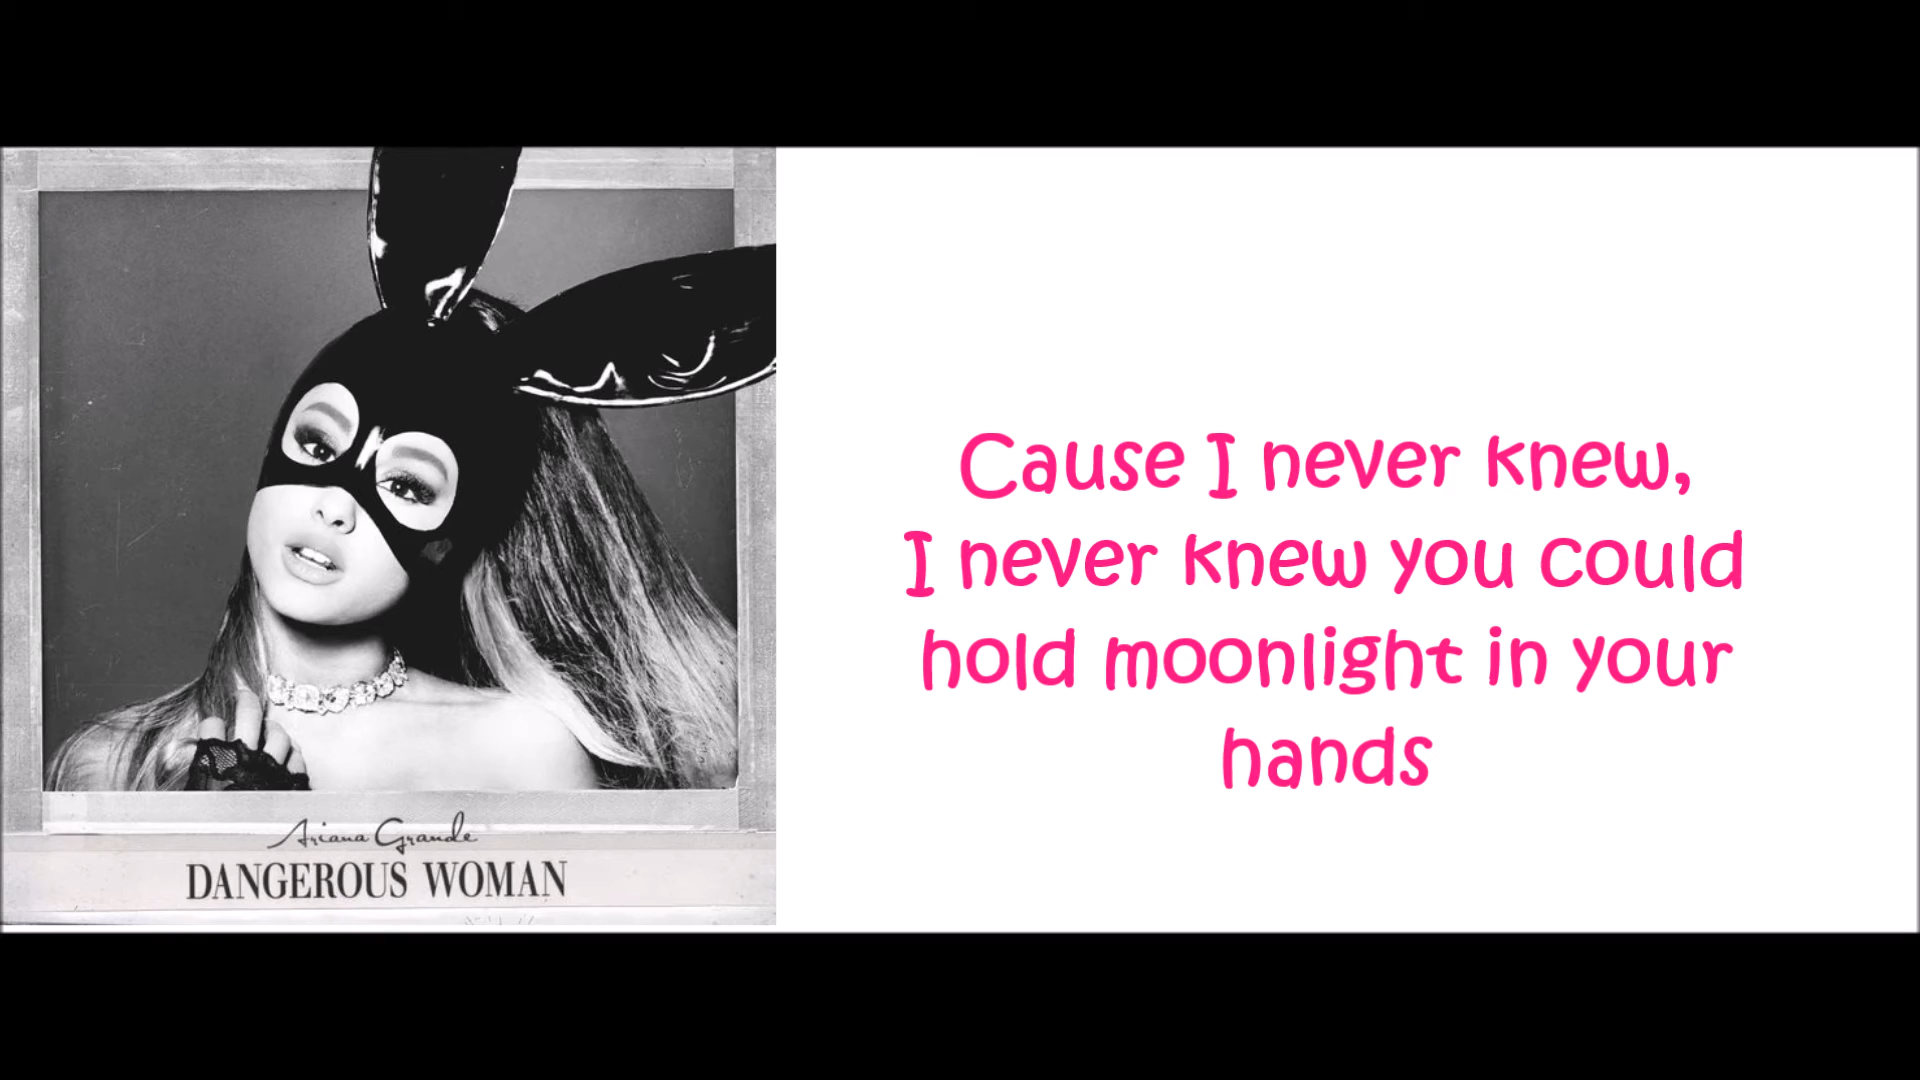 Ariana Grande
DANGEROUS WOMAN
Cause I never knew,
I never knew you could
hold moonlight in your
hands